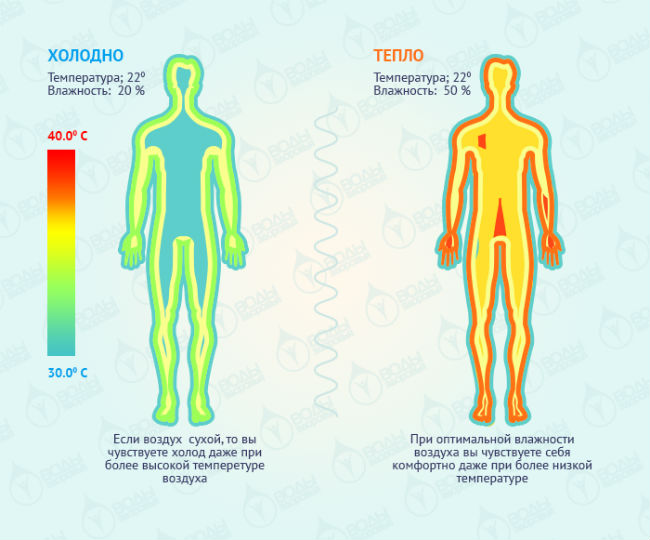 ХОЛОДНО
Температура; 22⁰
Влажность: 20 %
ТЕПЛО
Температура; 22⁰
Влажность: 50 %
40.0⁰ C
30.0⁰ C
Если воздух сухой, то вы
чувствуете холод даже при
более высокой темперетуре
воздуха
При оптимальной влажности
воздуха вы чувствуете себя
комфортно даже при более низкой
температуре